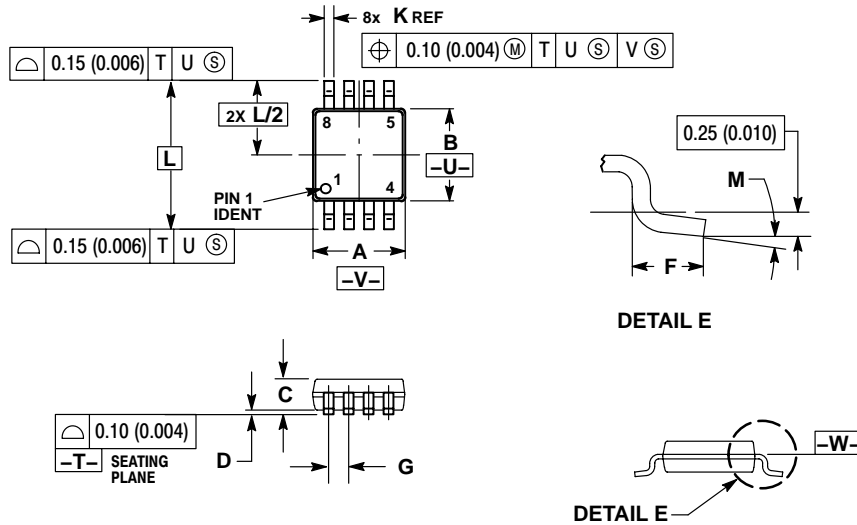 8x K REF
⌓ 0.15 (0.006) T U Ⓢ
⌖ 0.10 (0.004) Ⓜ T U Ⓢ V Ⓢ
2X L/2
L
8 5
B
–U–
1 4
PIN 1
IDENT
⌓ 0.15 (0.006) T U Ⓢ
A
–V–
0.25 (0.010)
M
F
DETAIL E
C
⌓ 0.10 (0.004)
–T– SEATING
PLANE
D
G
–W–
DETAIL E